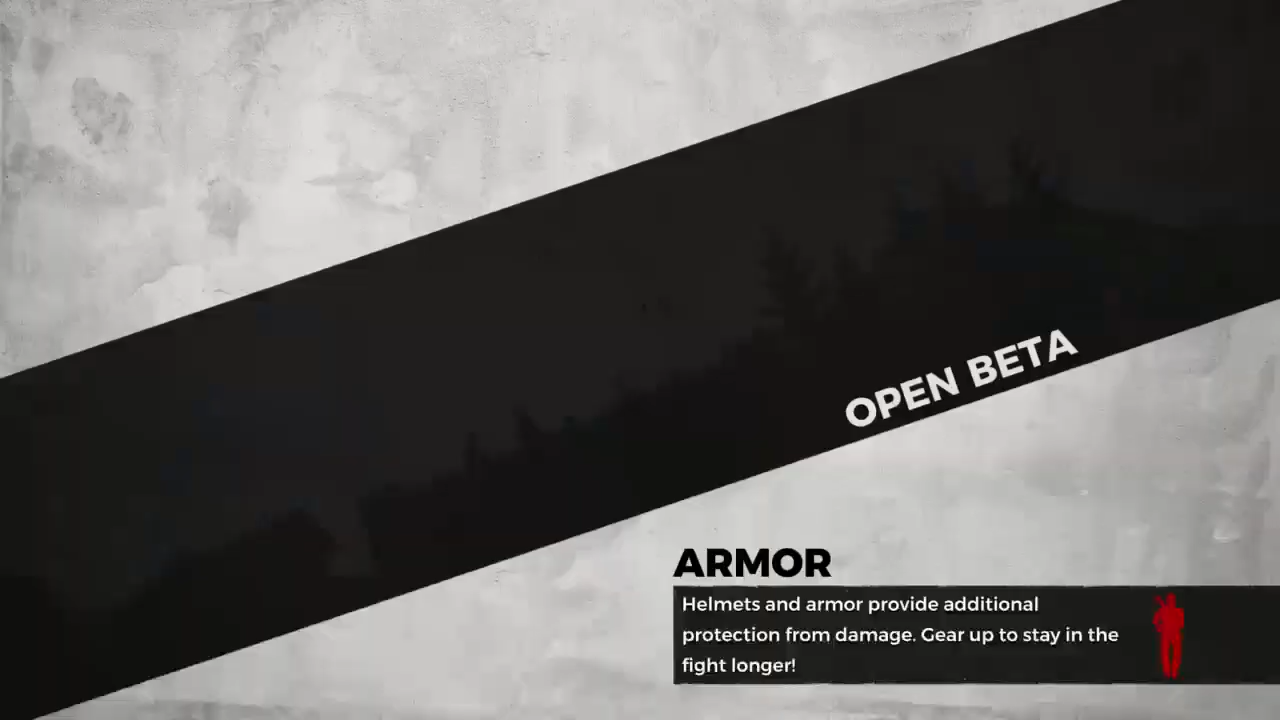 OPEN BETA
ARMOR
Helmets and armor provide additional
protection from damage. Gear up to stay in the
fight longer!